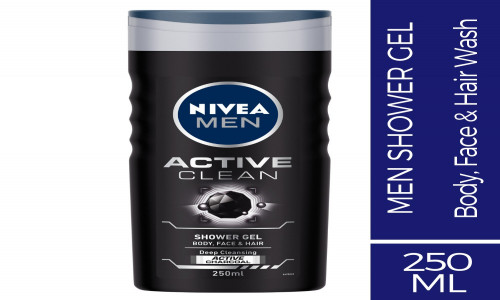 NIVEA
MEN
ACTIVE
CLEAN
SHOWER GEL
BODY, FACE & HAIR
Deep Cleansing
ACTIVE
CHARCOAL
250ml
MEN SHOWER GEL
Body, Face & Hair Wash
250
ML